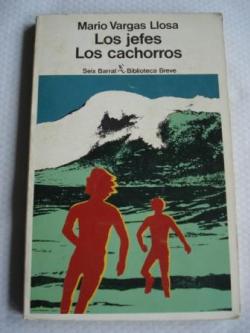 Mario Vargas Llosa
Los jefes
Los cachorros
Seix Barral Biblioteca Breve